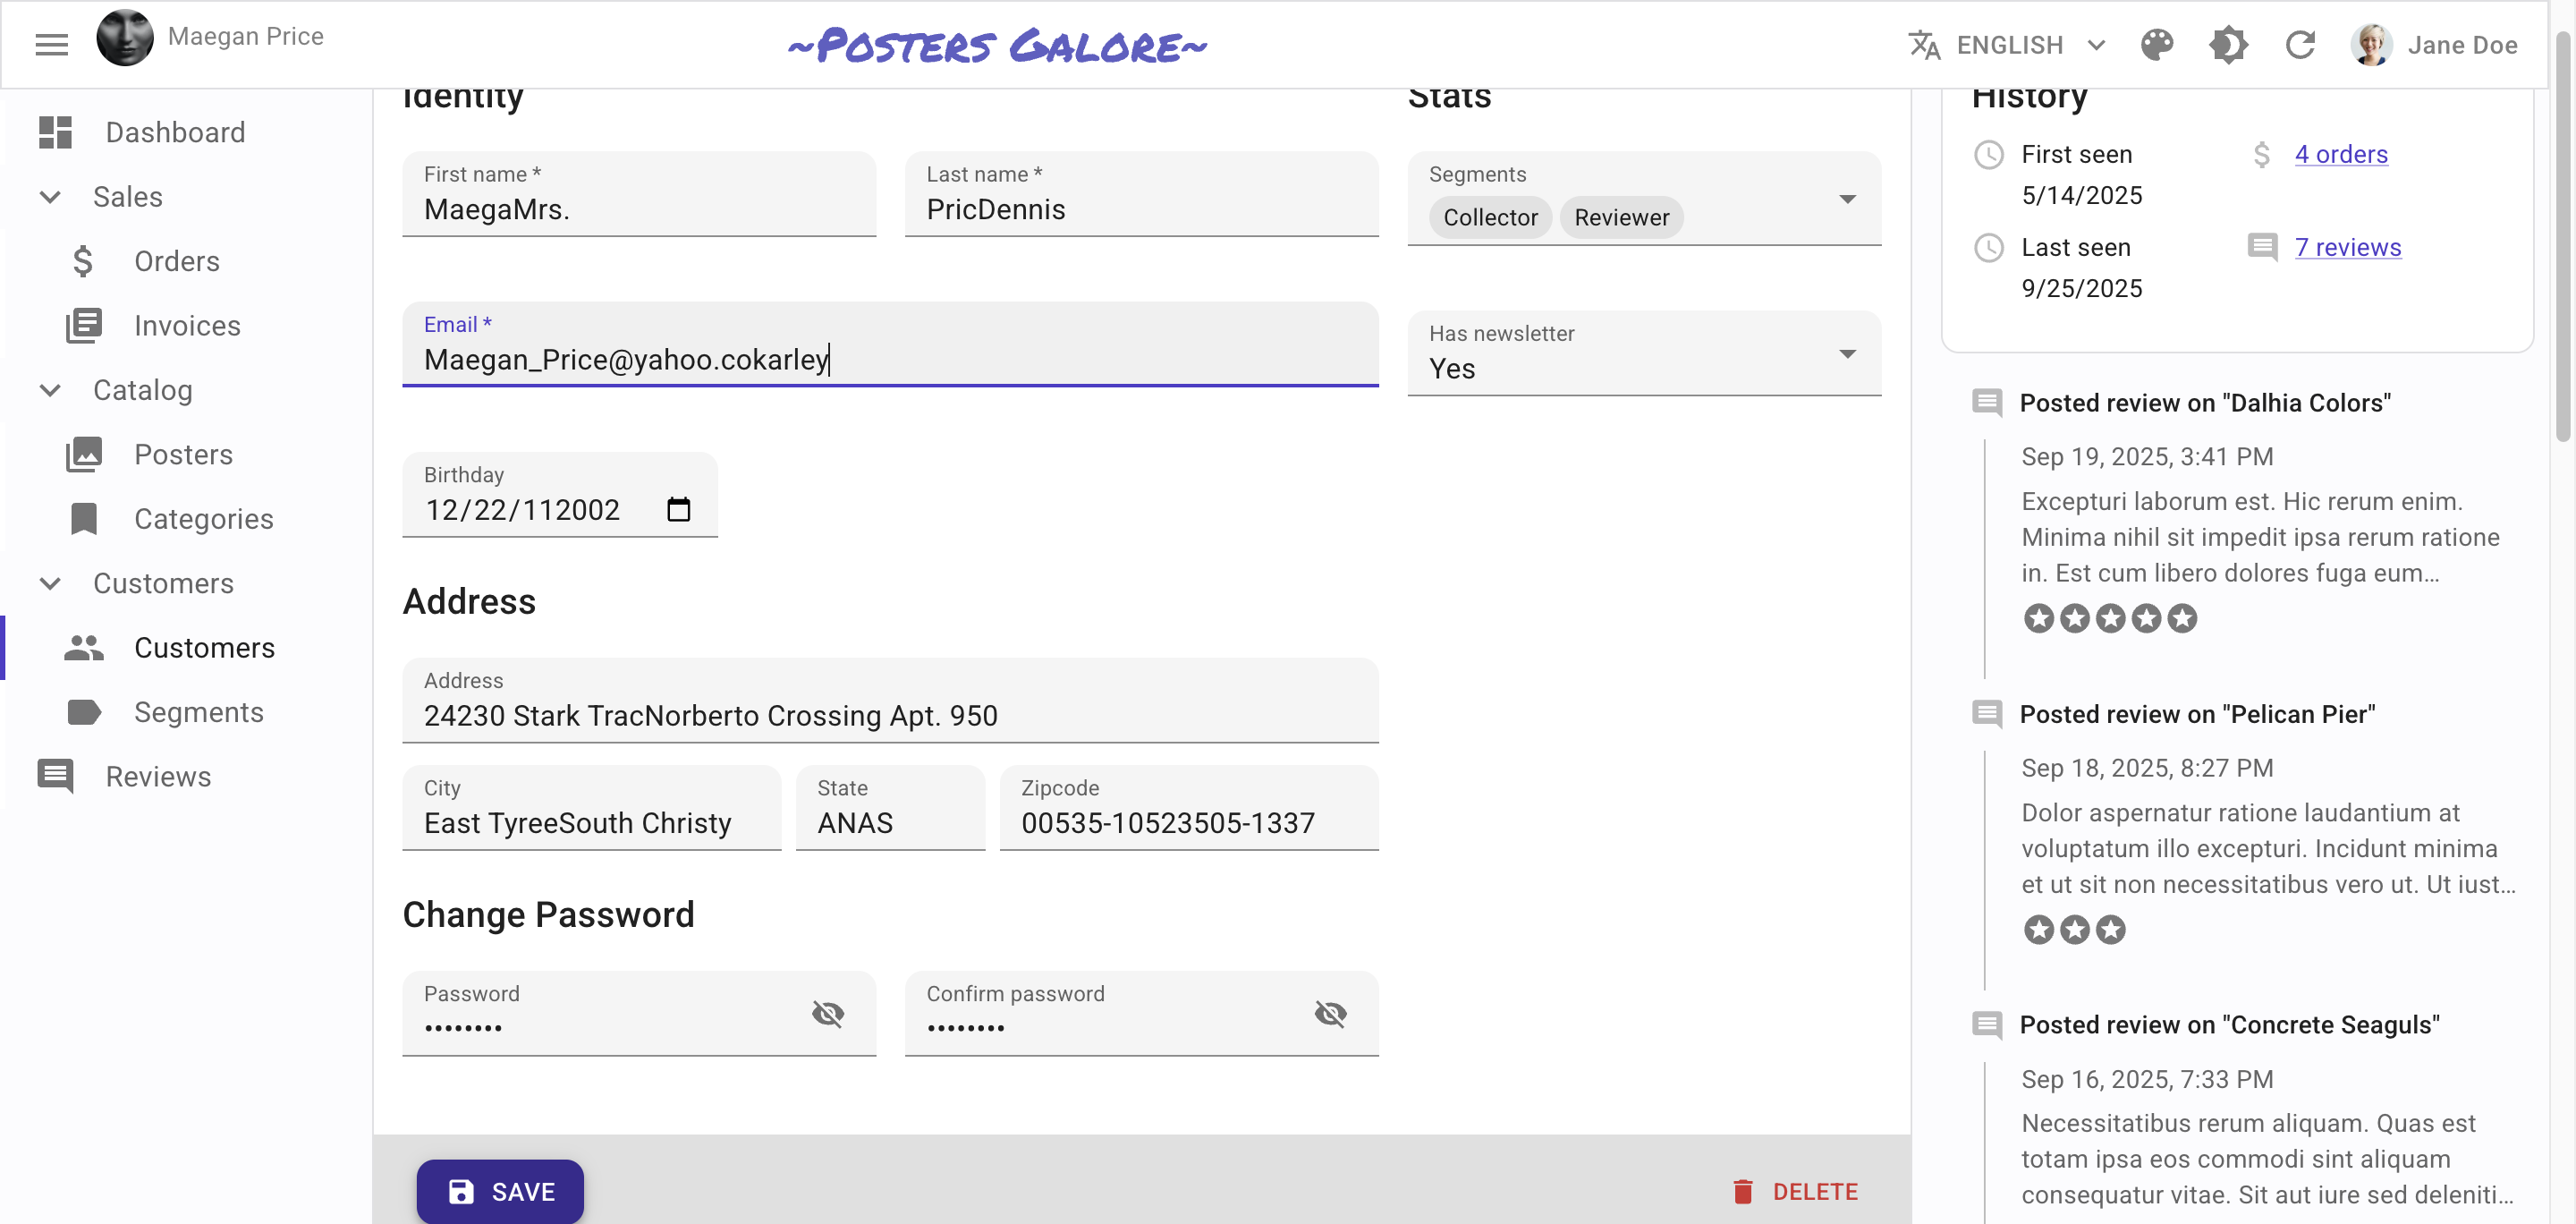 Maegan Price
~Posters Galore~
ENGLISH
Jane Doe
Dashboard
Sales
Orders
Invoices
Catalog
Posters
Categories
Customers
Customers
Segments
Reviews
Identity
First name *
MaegaMrs.
Last name *
PricDennis
Email *
Maegan_Price@yahoo.cokarley
Birthday
12/22/112002
Address
Address
24230 Stark TracNorberto Crossing Apt. 950
City
East TyreeSouth Christy
State
ANAS
Zipcode
00535-10523505-1337
Change Password
Password
••••••••
Confirm password
••••••••
SAVE
DELETE
Stats
Segments
Collector Reviewer
Has newsletter
Yes
History
First seen
5/14/2025
4 orders
Last seen
9/25/2025
7 reviews
Posted review on "Dalhia Colors"
Sep 19, 2025, 3:41 PM
Excepturi laborum est. Hic rerum enim.
Minima nihil sit impedit ipsa rerum ratione
in. Est cum libero dolores fuga eum…
Posted review on "Pelican Pier"
Sep 18, 2025, 8:27 PM
Dolor aspernatur ratione laudantium at
voluptatum illo excepturi. Incidunt minima
et ut sit non necessitatibus vero ut. Ut iust…
Posted review on "Concrete Seaguls"
Sep 16, 2025, 7:33 PM
Necessitatibus rerum aliquam. Quas est
totam ipsa eos commodi sint aliquam
consequatur vitae. Sit aut iure sed deleniti…